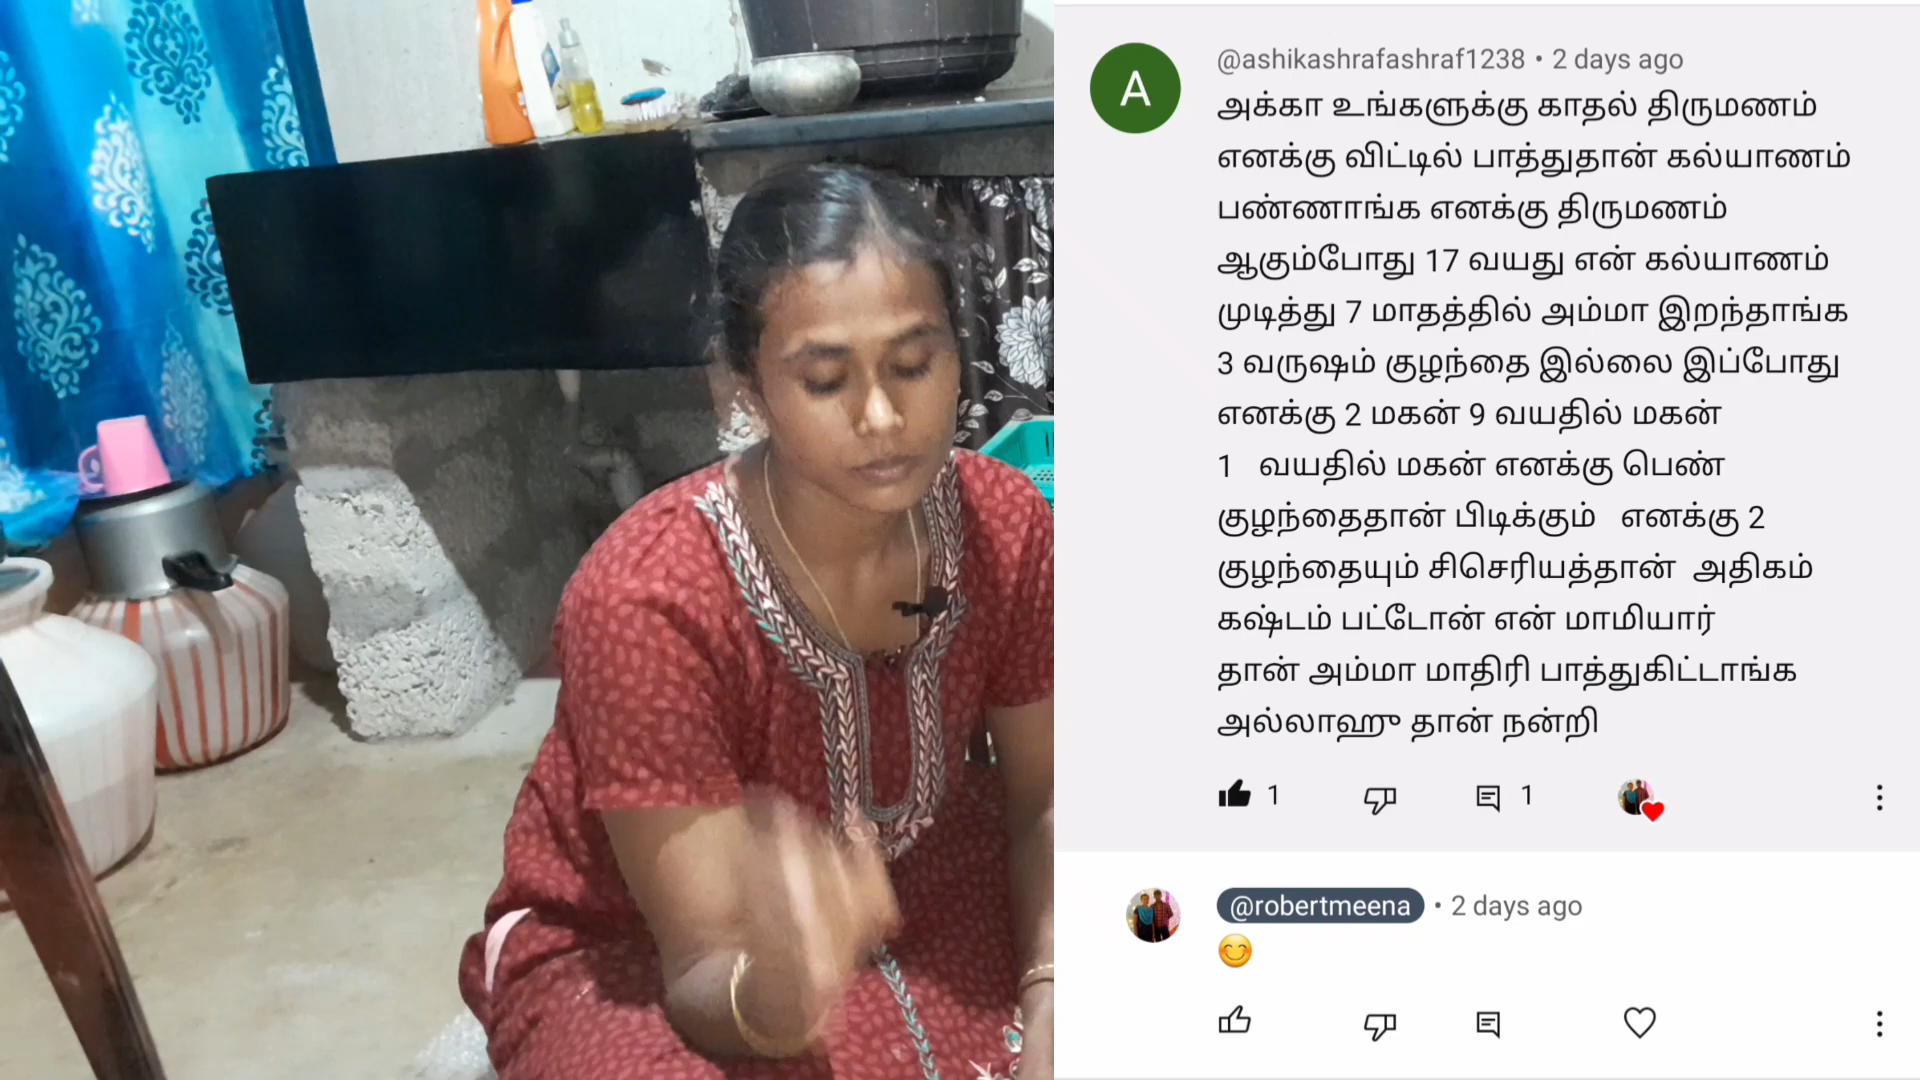 A
@ashikashrafashraf1238 • 2 days ago
அக்கா உங்களுக்கு காதல் திருமணம்
எனக்கு விட்டில் பாத்துதான் கல்யாணம்
பண்ணாங்க எனக்கு திருமணம்
ஆகும்போது 17 வயது என் கல்யாணம்
முடித்து 7 மாதத்தில் அம்மா இறந்தாங்க
3 வருஷம் குழந்தை இல்லை இப்போது
எனக்கு 2 மகன் 9 வயதில் மகன்
1 வயதில் மகன் எனக்கு பெண்
குழந்தைதான் பிடிக்கும் எனக்கு 2
குழந்தையும் சிசெரியத்தான் அதிகம்
கஷ்டம் பட்டோன் என் மாமியார்
தான் அம்மா மாதிரி பாத்துகிட்டாங்க
அல்லாஹு தான் நன்றி
1 1
@robertmeena • 2 days ago
😊